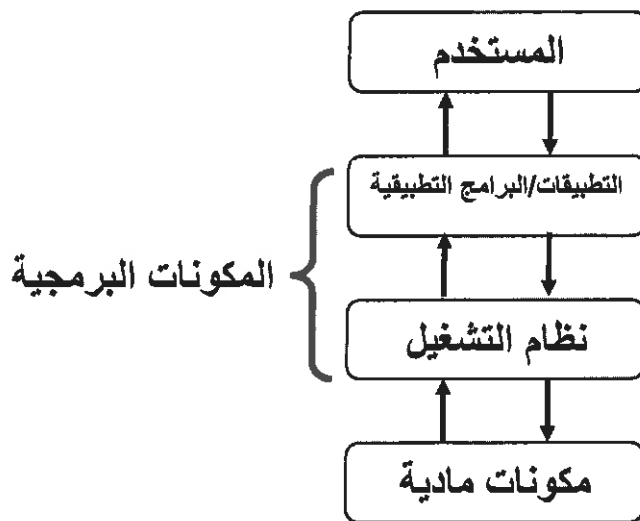 المستخدم
التطبيقات/البرامج التطبيقية
المكونات البرمجية
نظام التشغيل
مكونات مادية